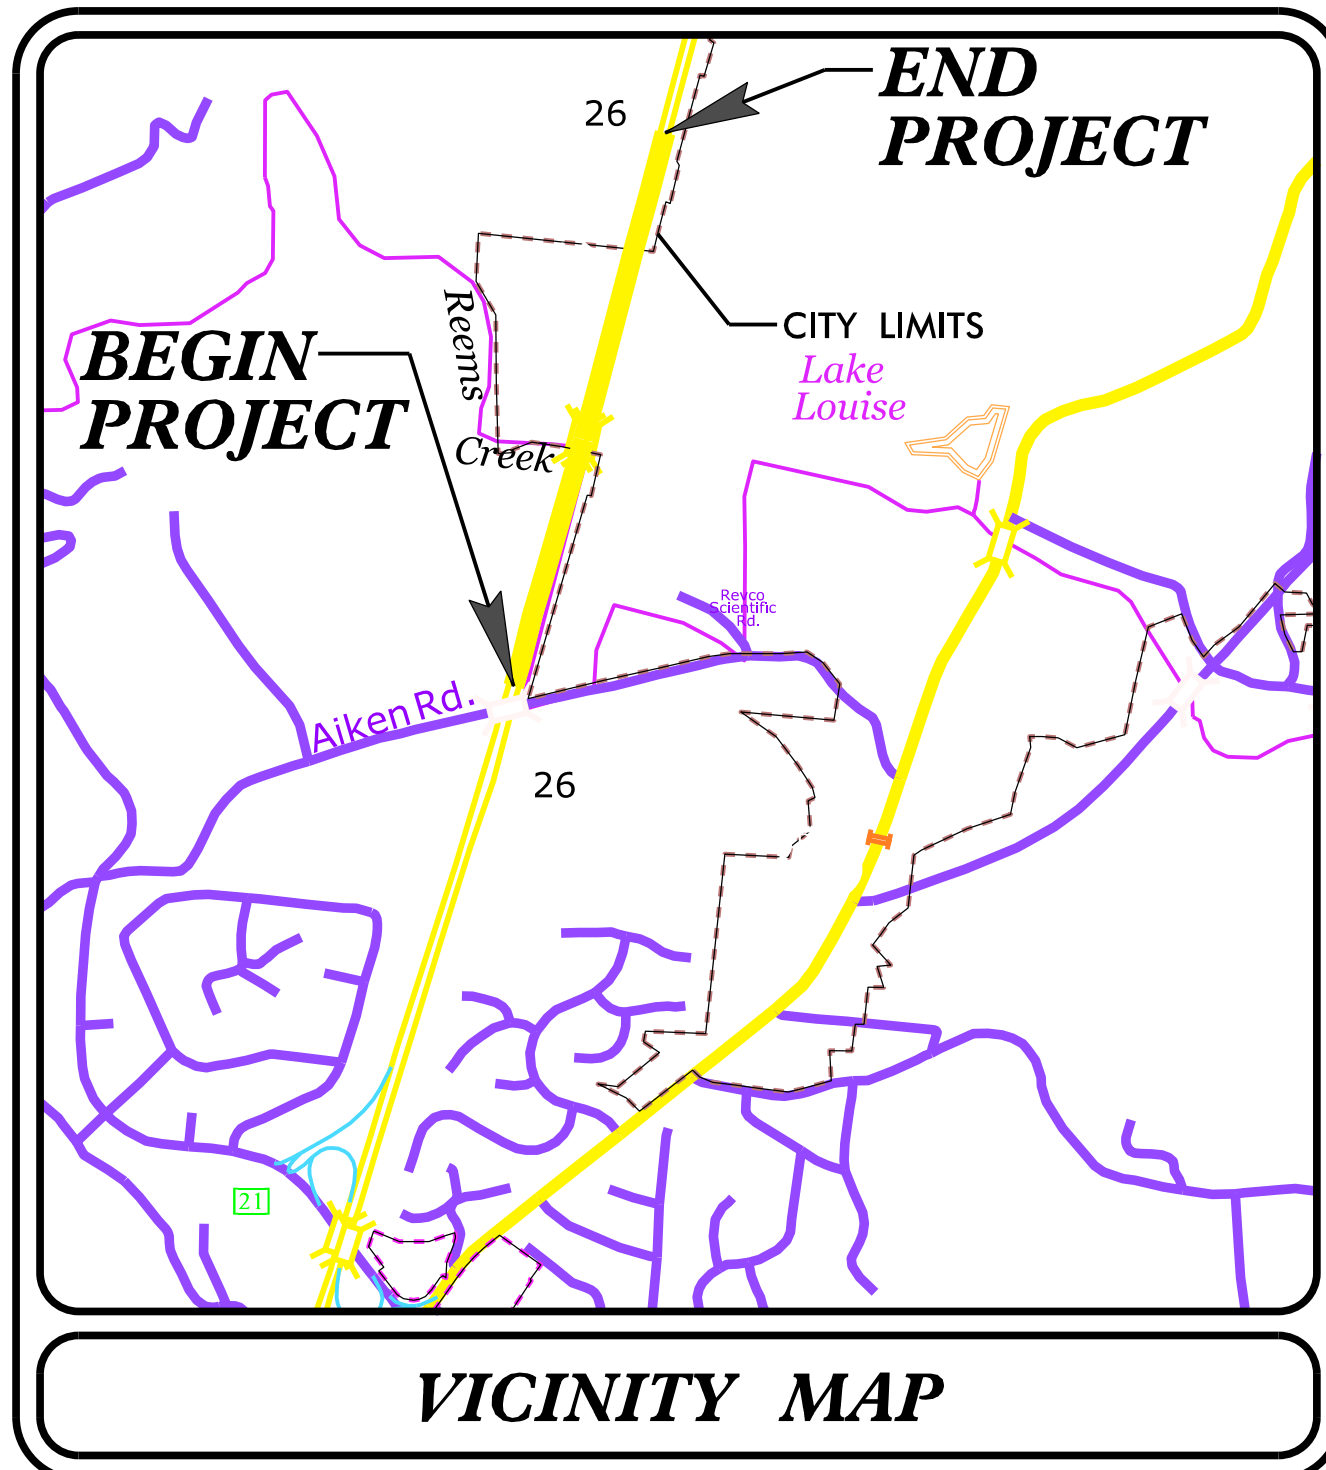 26
END
PROJECT
BEGIN
PROJECT
Reems
Creek
CITY LIMITS
Lake
Louise
Revco
Scientific
Rd.
Aiken Rd.
26
21
VICINITY MAP